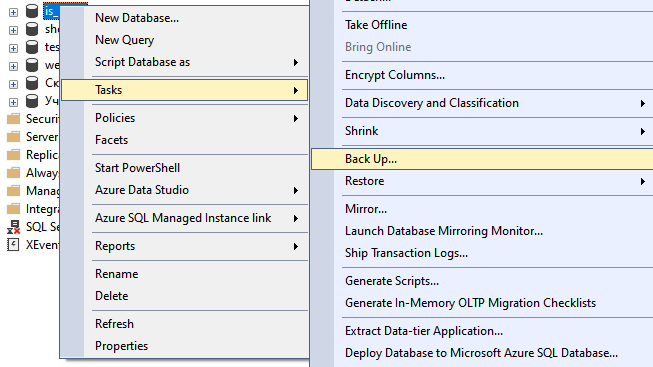 is_
sh
tes
we
Ск
Уч
Securi
Server
Replic
Always
Manag
Integra
SQL Se
XEven
New Database...
New Query
Script Database as
Tasks
Policies
Facets
Start PowerShell
Azure Data Studio
Azure SQL Managed Instance link
Reports
Rename
Delete
Refresh
Properties
Take Offline
Bring Online
Encrypt Columns...
Data Discovery and Classification
Shrink
Back Up...
Restore
Mirror...
Launch Database Mirroring Monitor...
Ship Transaction Logs...
Generate Scripts...
Generate In-Memory OLTP Migration Checklists
Extract Data-tier Application...
Deploy Database to Microsoft Azure SQL Database...